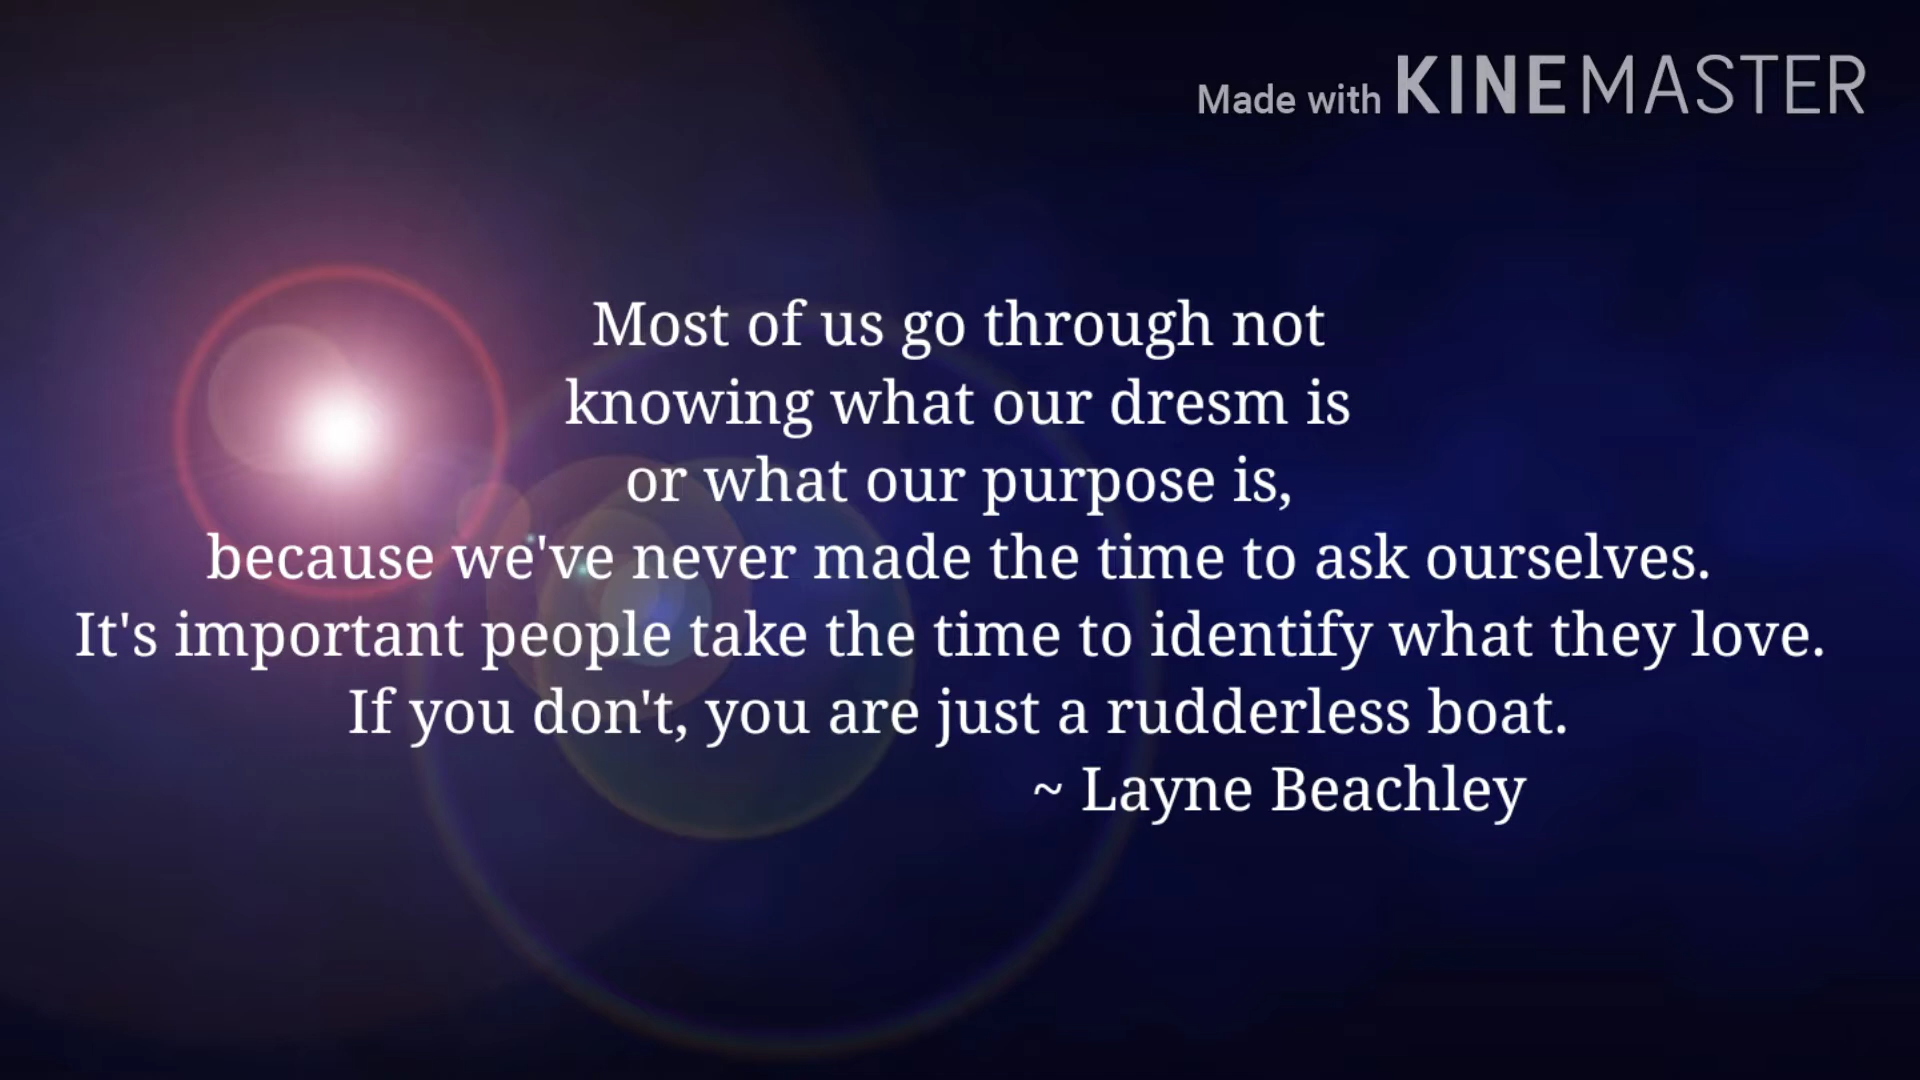 Made with KINEMASTER
Most of us go through not
knowing what our dresm is
or what our purpose is,
because we've never made the time to ask ourselves.
It's important people take the time to identify what they love.
If you don't, you are just a rudderless boat.
~ Layne Beachley